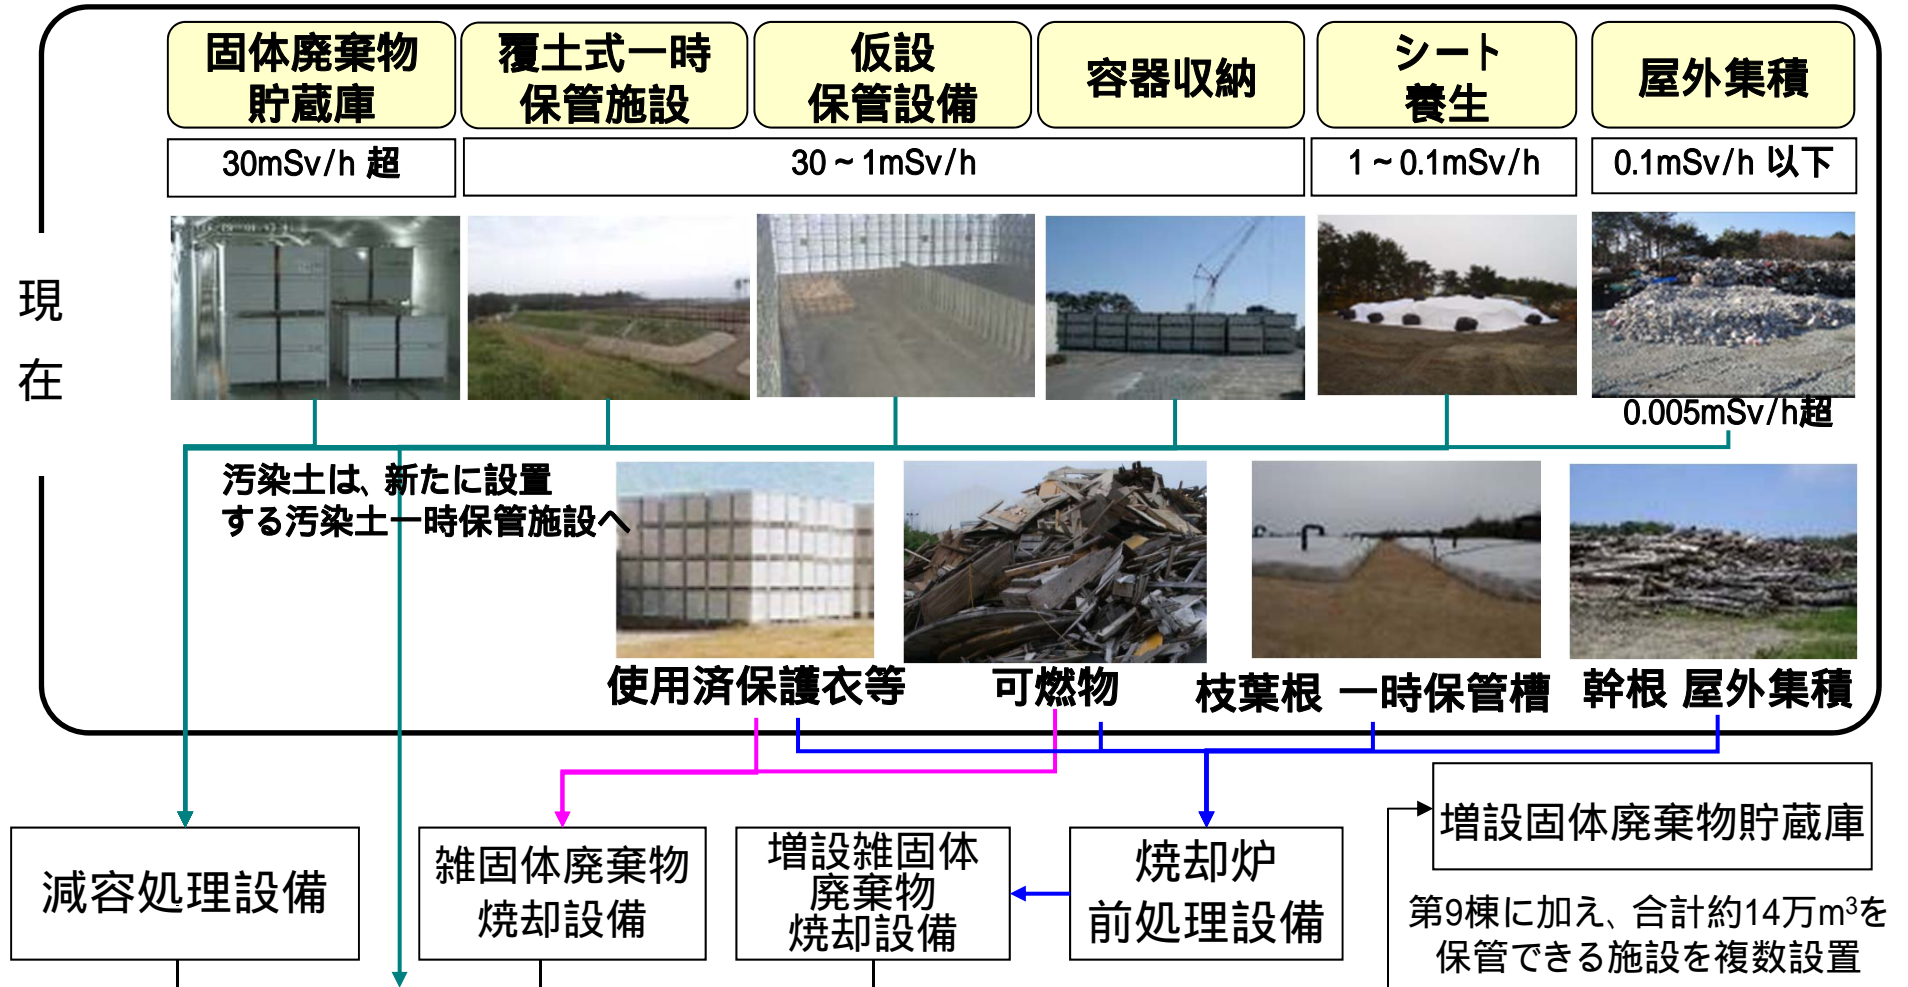 固体廃棄物
貯蔵庫
覆土式一時
保管施設
仮設
保管設備
容器収納
シート
養生
屋外集積
30mSv/h 超
30～1mSv/h
1～0.1mSv/h
0.1mSv/h 以下
現
在
0.005mSv/h超
汚染土は、新たに設置
する汚染土一時保管施設へ
使用済保護衣等
可燃物
枝葉根 一時保管槽
幹根 屋外集積
減容処理設備
雑固体廃棄物
焼却設備
増設雑固体
廃棄物
焼却設備
焼却炉
前処理設備
増設固体廃棄物貯蔵庫
第9棟に加え、合計約14万m³を
保管できる施設を複数設置